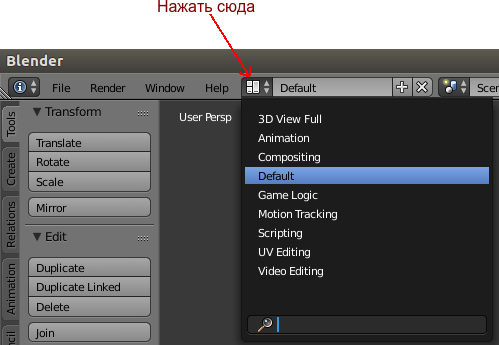 Нажать сюда
Blender
File Render Window Help Default Scen
Tools
Create
Relations
Animation
Transform
Translate
Rotate
Scale
Mirror
Edit
Duplicate
Duplicate Linked
Delete
Join
User Persp
3D View Full
Animation
Compositing
Default
Game Logic
Motion Tracking
Scripting
UV Editing
Video Editing